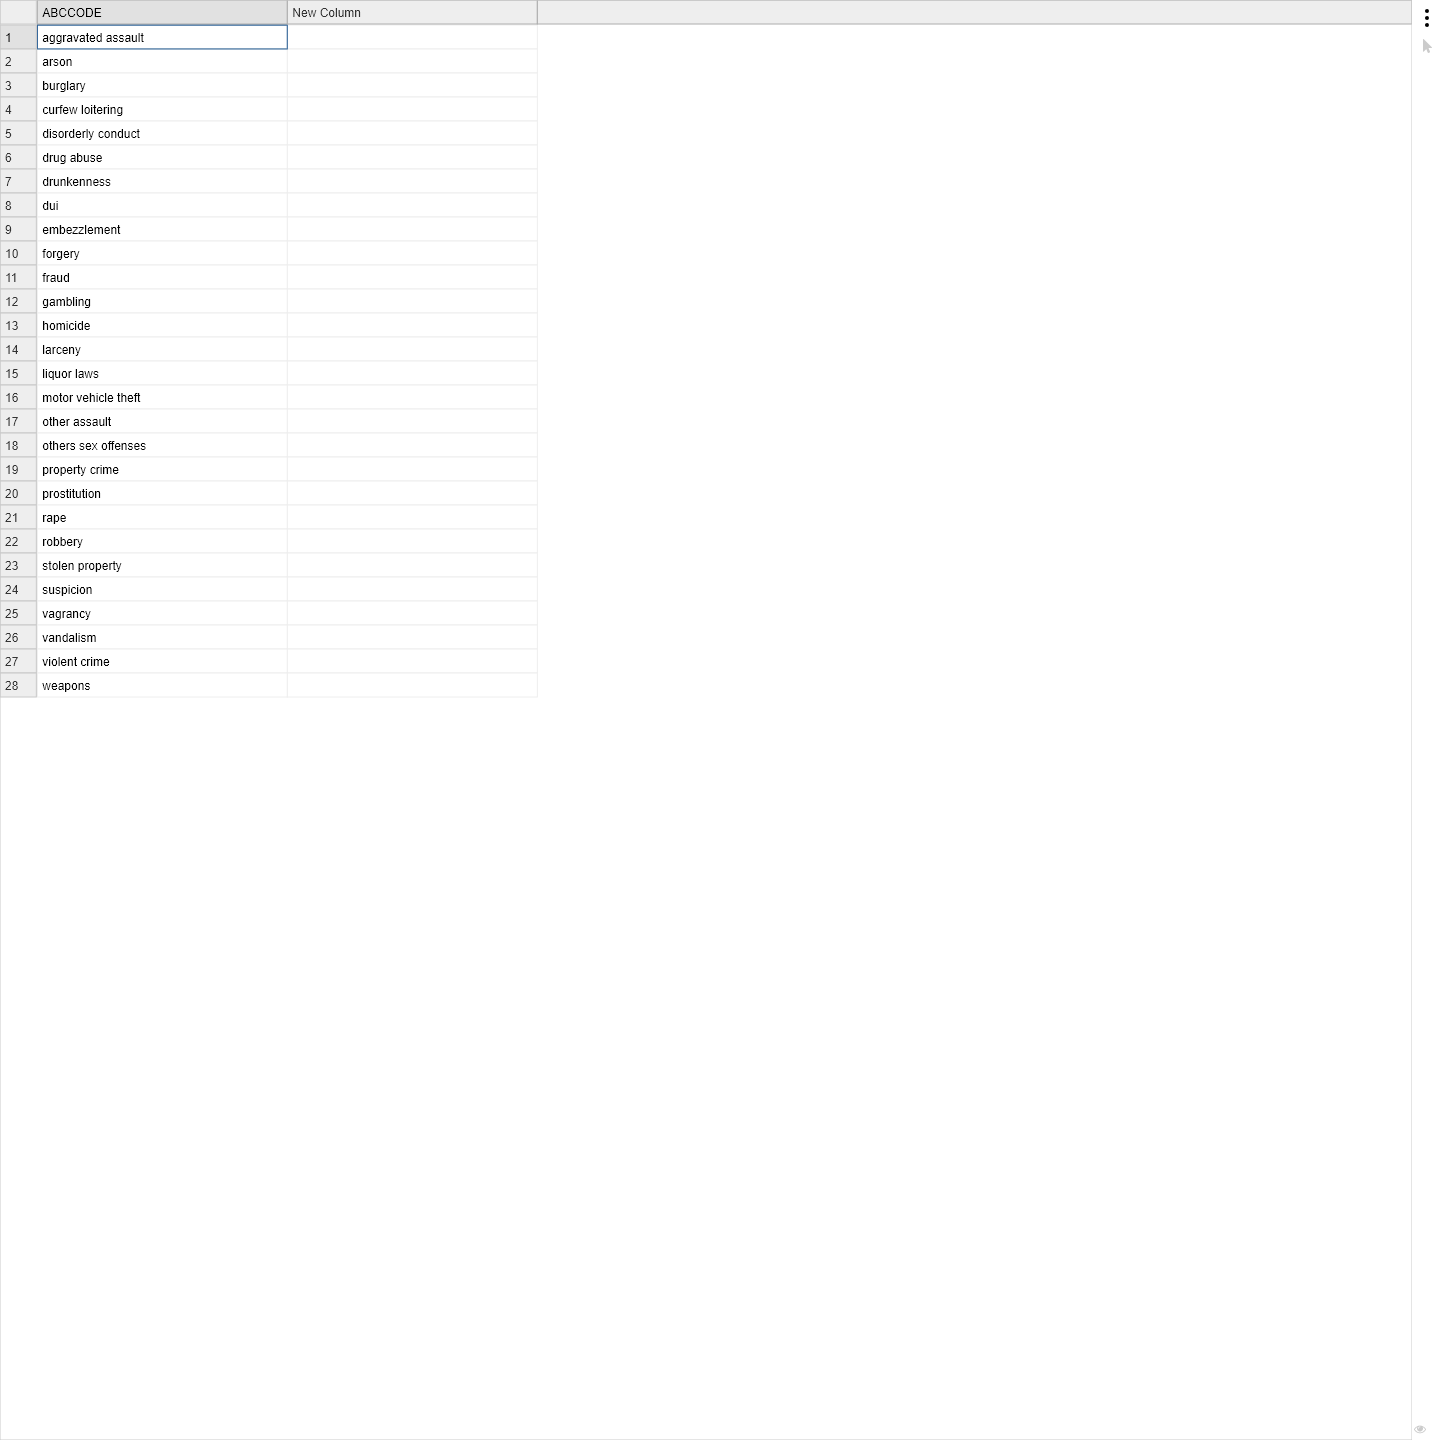 ABCCODE New Column
1 aggravated assault
2 arson
3 burglary
4 curfew loitering
5 disorderly conduct
6 drug abuse
7 drunkenness
8 dui
9 embezzlement
10 forgery
11 fraud
12 gambling
13 homicide
14 larceny
15 liquor laws
16 motor vehicle theft
17 other assault
18 others sex offenses
19 property crime
20 prostitution
21 rape
22 robbery
23 stolen property
24 suspicion
25 vagrancy
26 vandalism
27 violent crime
28 weapons